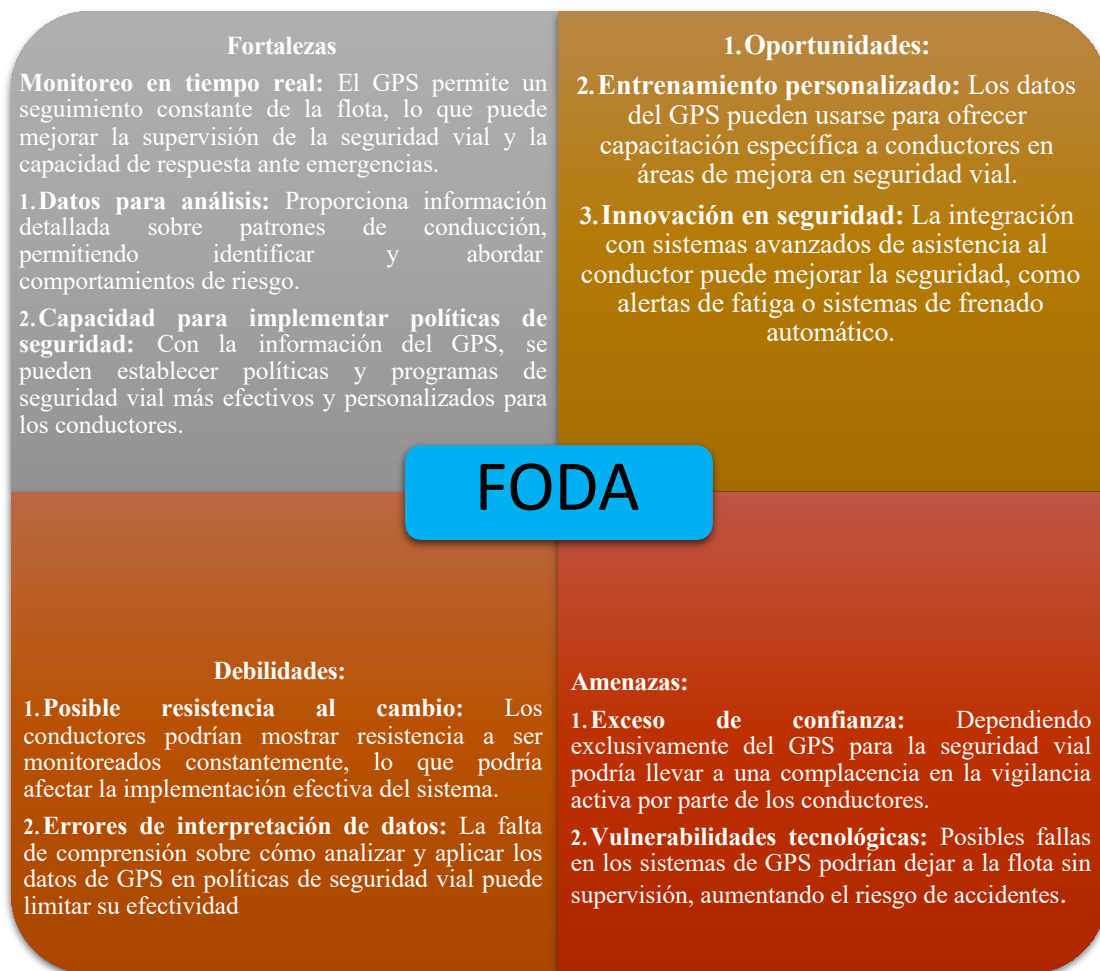 Fortalezas
Monitoreo en tiempo real: El GPS permite un
seguimiento constante de la flota, lo que puede
mejorar la supervisión de la seguridad vial y la
capacidad de respuesta ante emergencias.
1.Datos para análisis: Proporciona información
detallada sobre patrones de conducción,
permitiendo identificar y abordar
comportamientos de riesgo.
2.Capacidad para implementar políticas de
seguridad: Con la información del GPS, se
pueden establecer políticas y programas de
seguridad vial más efectivos y personalizados para
los conductores.
1.Oportunidades:
2.Entrenamiento personalizado: Los datos
del GPS pueden usarse para ofrecer
capacitación específica a conductores en
áreas de mejora en seguridad vial.
3.Innovación en seguridad: La integración
con sistemas avanzados de asistencia al
conductor puede mejorar la seguridad, como
alertas de fatiga o sistemas de frenado
automático.
FODA
Debilidades:
1.Posible resistencia al cambio: Los
conductores podrían mostrar resistencia a ser
monitoreados constantemente, lo que podría
afectar la implementación efectiva del sistema.
2.Errores de interpretación de datos: La falta
de comprensión sobre cómo analizar y aplicar los
datos de GPS en políticas de seguridad vial puede
limitar su efectividad
Amenazas:
1.Exceso de confianza: Dependiendo
exclusivamente del GPS para la seguridad vial
podría llevar a una complacencia en la vigilancia
activa por parte de los conductores.
2.Vulnerabilidades tecnológicas: Posibles fallas
en los sistemas de GPS podrían dejar a la flota sin
supervisión, aumentando el riesgo de accidentes.